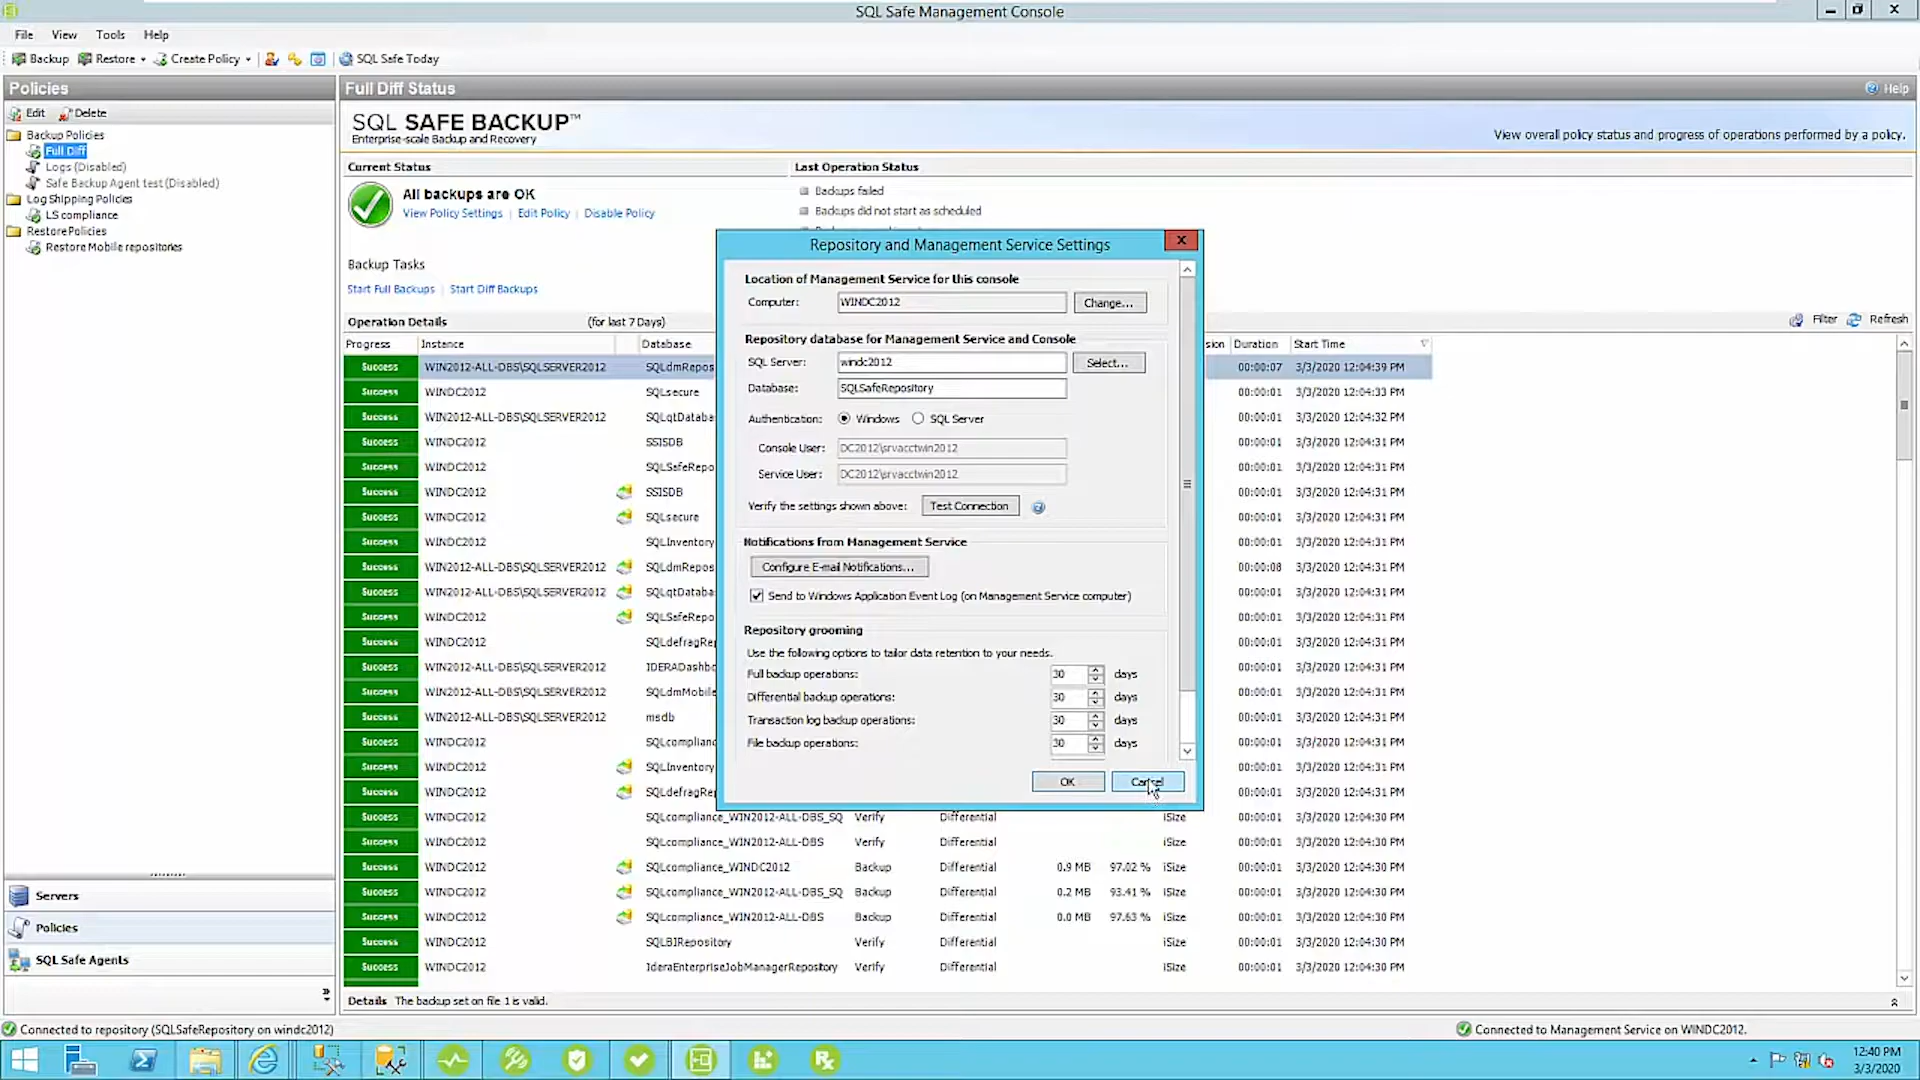 SQL Safe Management Console
File View Tools Help
Backup Restore Create Policy SQL Safe Today
Policies
Edit Delete
Backup Policies
Full Diff
Logs (Disabled)
Safe Backup Agent test (Disabled)
Log Shipping Policies
LS compliance
Restore Policies
Restore Mobile repositories
Servers
Policies
SQL Safe Agents
Full Diff Status
Help
SQL SAFE BACKUP™
Enterprise-scale Backup and Recovery
View overall policy status and progress of operations performed by a policy.
Current Status
Last Operation Status
All backups are OK
View Policy Settings | Edit Policy | Disable Policy
Backups failed
Backups did not start as scheduled
Backup Tasks
Start Full Backups | Start Diff Backups
Operation Details (for last 7 Days)
Filter Refresh
Progress Instance Database sion Duration Start Time
Success WIN2012-ALL-DBS\SQLSERVER2012 SQLdmRepos 00:00:07 3/3/2020 12:04:39 PM
Success WINDC2012 SQLsecure 00:00:01 3/3/2020 12:04:33 PM
Success WIN2012-ALL-DBS\SQLSERVER2012 SQLqtDataba 00:00:01 3/3/2020 12:04:32 PM
Success WINDC2012 SSISDB 00:00:01 3/3/2020 12:04:31 PM
Success WINDC2012 SQLSafeRepo 00:00:01 3/3/2020 12:04:31 PM
Success WINDC2012 SSISDB 00:00:01 3/3/2020 12:04:31 PM
Success WINDC2012 SQLsecure 00:00:01 3/3/2020 12:04:31 PM
Success WINDC2012 SQLInventory 00:00:01 3/3/2020 12:04:31 PM
Success WIN2012-ALL-DBS\SQLSERVER2012 SQLdmRepos 00:00:08 3/3/2020 12:04:31 PM
Success WIN2012-ALL-DBS\SQLSERVER2012 SQLqtDataba 00:00:01 3/3/2020 12:04:31 PM
Success WINDC2012 SQLSafeRepo 00:00:01 3/3/2020 12:04:31 PM
Success WINDC2012 SQLdefragRep 00:00:01 3/3/2020 12:04:31 PM
Success WIN2012-ALL-DBS\SQLSERVER2012 IDERADashbo 00:00:01 3/3/2020 12:04:31 PM
Success WIN2012-ALL-DBS\SQLSERVER2012 SQLdmMobile 00:00:01 3/3/2020 12:04:31 PM
Success WIN2012-ALL-DBS\SQLSERVER2012 msdb 00:00:01 3/3/2020 12:04:31 PM
Success WINDC2012 SQLcomplianc 00:00:01 3/3/2020 12:04:31 PM
Success WINDC2012 SQLInventory 00:00:01 3/3/2020 12:04:31 PM
Success WINDC2012 SQLdefragRep 00:00:01 3/3/2020 12:04:31 PM
Success WINDC2012 SQLcompliance_WIN2012-ALL-DBS_SQ Verify Differential iSize 00:00:01 3/3/2020 12:04:30 PM
Success WINDC2012 SQLcompliance_WIN2012-ALL-DBS Verify Differential iSize 00:00:01 3/3/2020 12:04:30 PM
Success WINDC2012 SQLcompliance_WINDC2012 Backup Differential 0.9 MB 97.02 % iSize 00:00:01 3/3/2020 12:04:30 PM
Success WINDC2012 SQLcompliance_WIN2012-ALL-DBS_SQ Backup Differential 0.2 MB 93.41 % iSize 00:00:01 3/3/2020 12:04:30 PM
Success WINDC2012 SQLcompliance_WIN2012-ALL-DBS Backup Differential 0.0 MB 97.63 % iSize 00:00:01 3/3/2020 12:04:30 PM
Success WINDC2012 SQLBIRepository Verify Differential iSize 00:00:01 3/3/2020 12:04:30 PM
Success WINDC2012 IderaEnterpriseJobManagerRepository Verify Differential iSize 00:00:01 3/3/2020 12:04:30 PM
Details The backup set on file 1 is valid.
Repository and Management Service Settings
Location of Management Service for this console
Computer: WINDC2012 Change...
Repository database for Management Service and Console
SQL Server: windc2012 Select...
Database: SQLSafeRepository
Authentication: Windows SQL Server
Console User: DC2012\srvacctwin2012
Service User: DC2012\srvacctwin2012
Verify the settings shown above: Test Connection
Notifications from Management Service
Configure E-mail Notifications...
Send to Windows Application Event Log (on Management Service computer)
Repository grooming
Use the following options to tailor data retention to your needs.
Full backup operations: 30 days
Differential backup operations: 30 days
Transaction log backup operations: 30 days
File backup operations: 30 days
OK Cancel
Connected to repository (SQLSafeRepository on windc2012)
Connected to Management Service on WINDC2012.
12:40 PM
3/3/2020